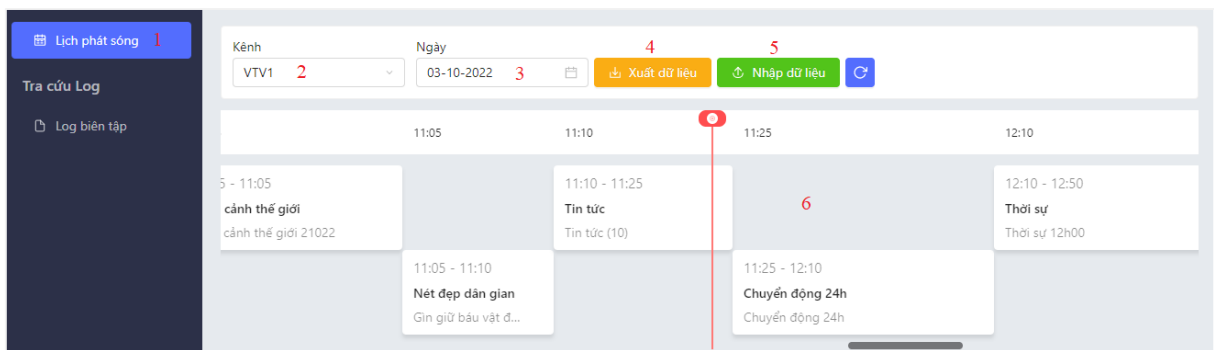 Lịch phát sóng 1
Tra cứu Log
Log biên tập
Kênh
VTV1 2
Ngày
03-10-2022 3
4
Xuất dữ liệu
5
Nhập dữ liệu
11:05
11:10
11:25
12:10
5 - 11:05
cảnh thế giới
cảnh thế giới 21022
11:10 - 11:25
Tin tức
Tin tức (10)
6
12:10 - 12:50
Thời sự
Thời sự 12h00
11:05 - 11:10
Nét đẹp dân gian
Gìn giữ báu vật đ...
11:25 - 12:10
Chuyển động 24h
Chuyển động 24h